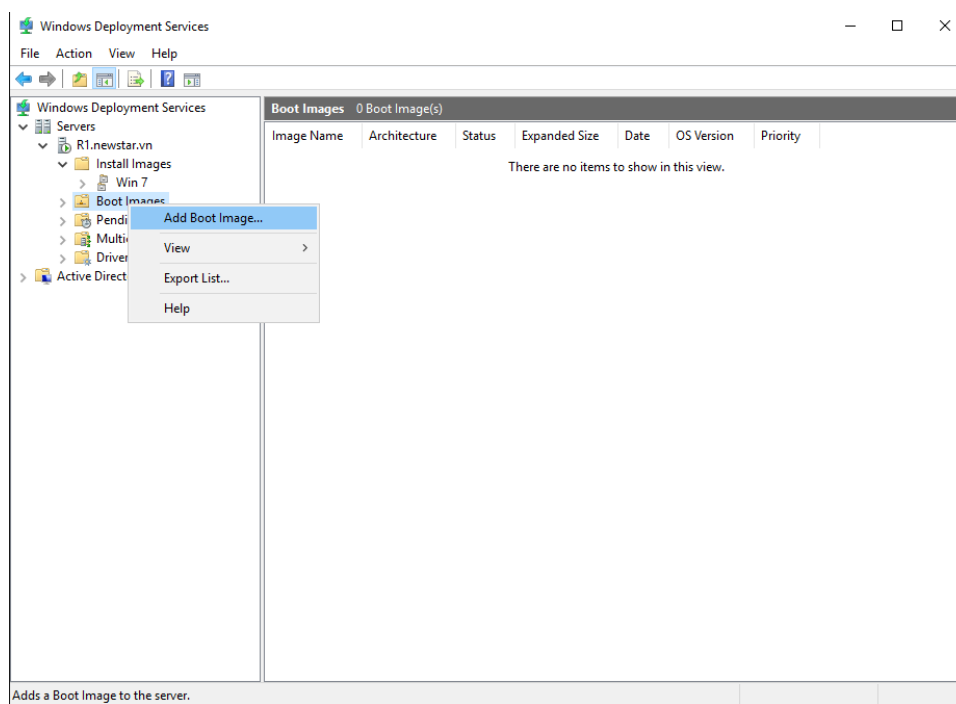 Windows Deployment Services
File Action View Help
Windows Deployment Services
Servers
R1.newstar.vn
Install Images
Win 7
Boot Images
Pendi
Multi
Driver
Active Direct
Add Boot Image...
View
Export List...
Help
Boot Images 0 Boot Image(s)
Image Name Architecture Status Expanded Size Date OS Version Priority
There are no items to show in this view.
Adds a Boot Image to the server.